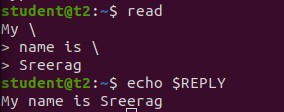 student@t2:~$ read
My \
> name is \
> Sreerag
student@t2:~$ echo $REPLY
My name is Sreerag